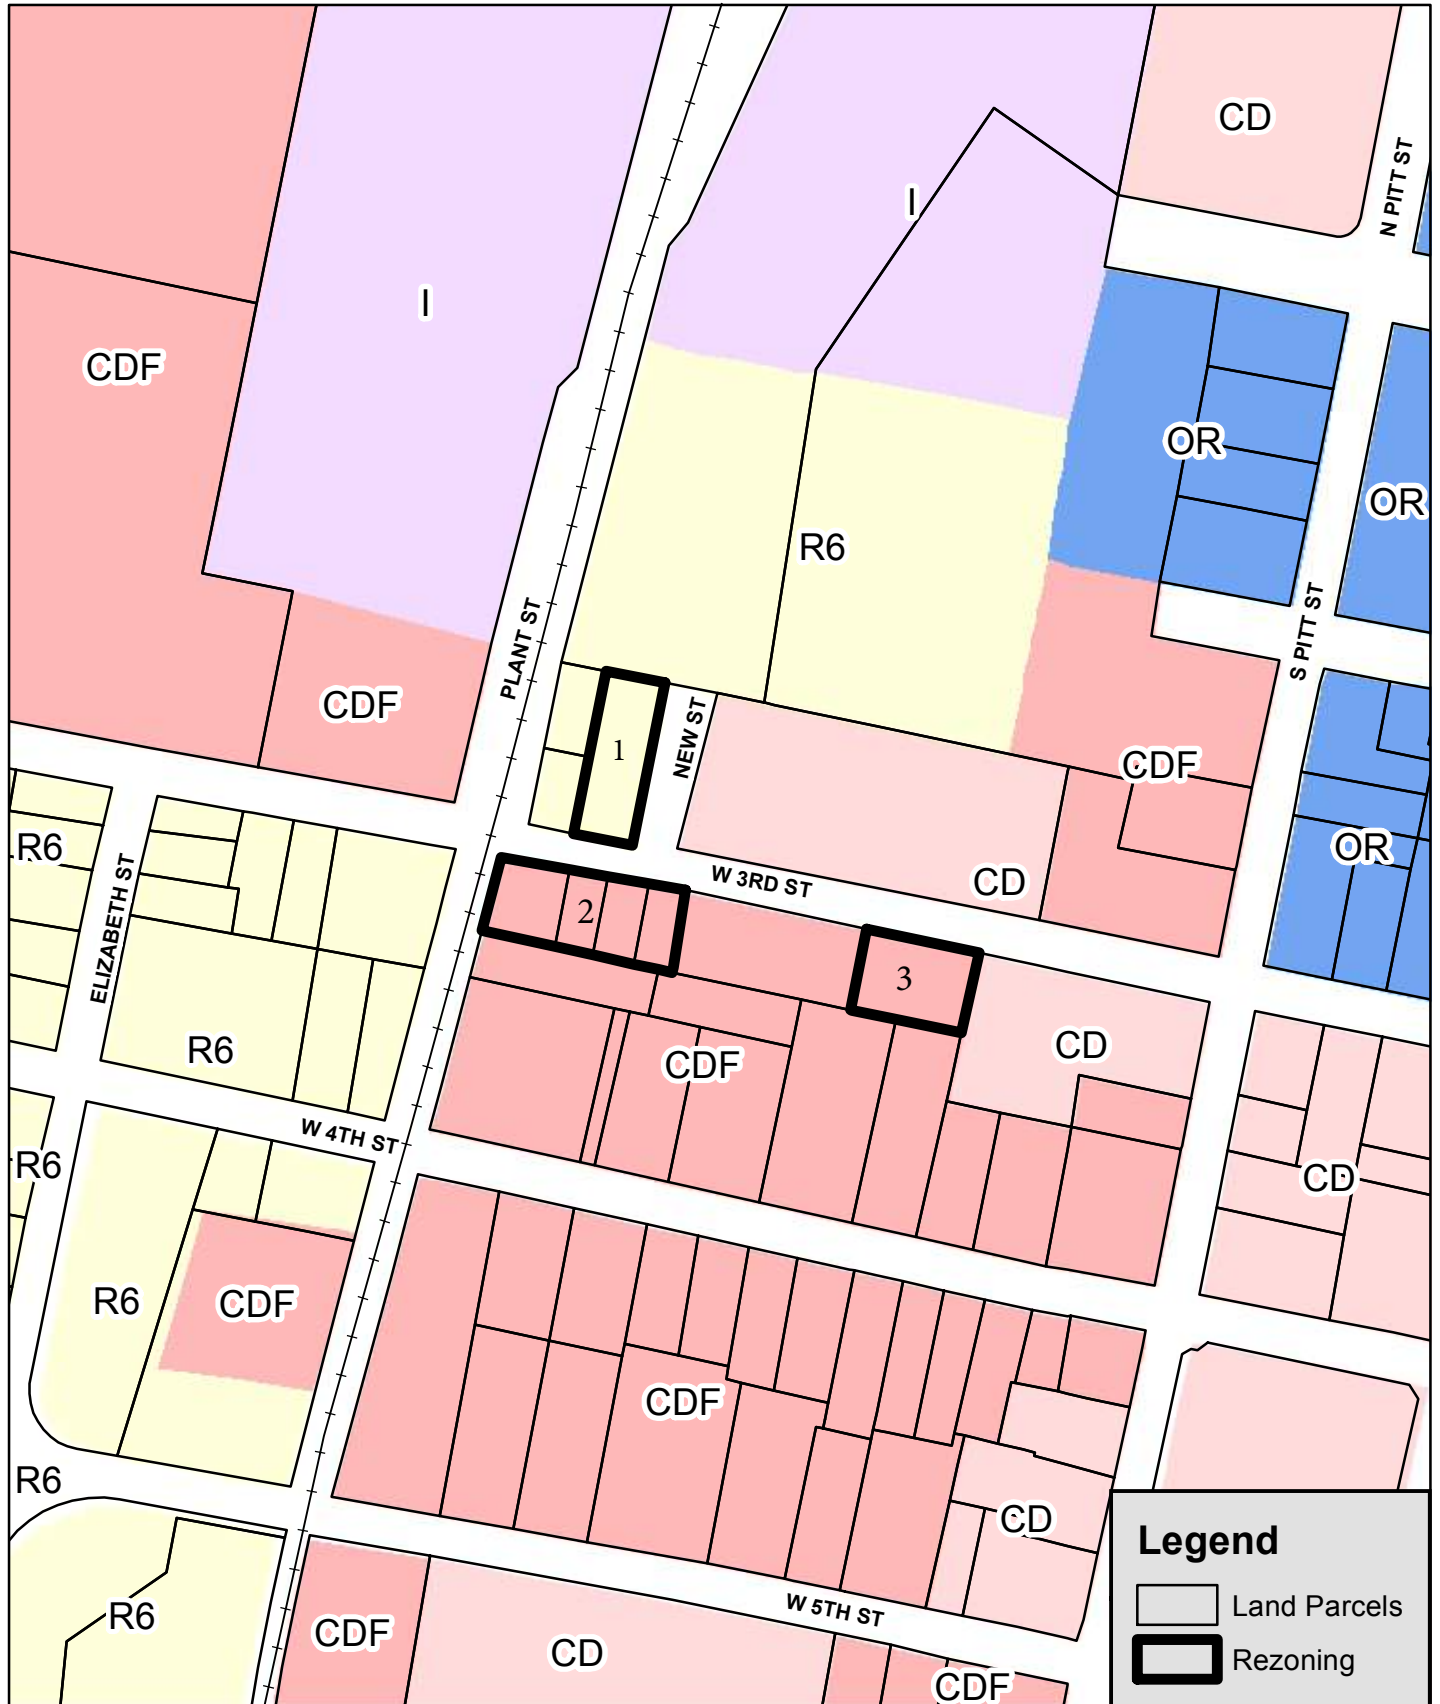 CD
N PITT ST
I
I
CDF
OR
OR
R6
PLANT ST
S PITT ST
CDF
NEW ST
1
CDF
R6
OR
ELIZABETH ST
W 3RD ST
CD
2
3
R6
CDF
CD
W 4TH ST
R6
CD
R6
CDF
CDF
R6
CD
Legend
Land Parcels
Rezoning
R6
W 5TH ST
CDF
CD
CDF